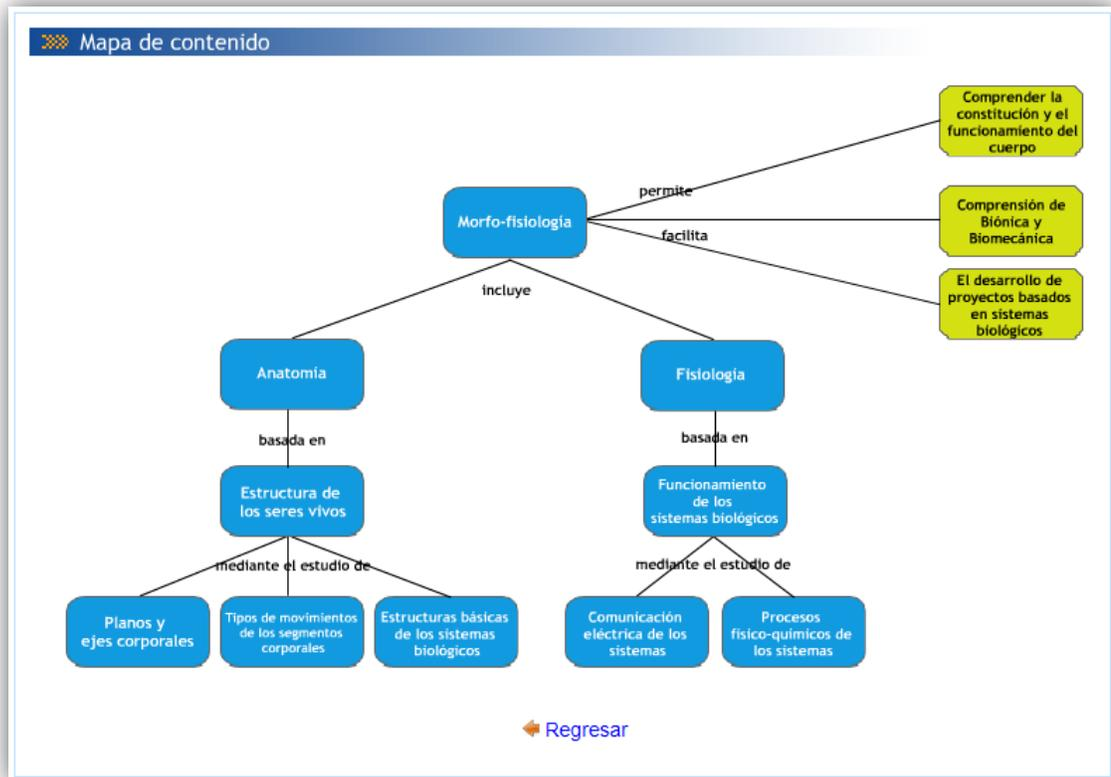 Mapa de contenido
Comprender la
constitución y el
funcionamiento del
cuerpo
permite
Morfo-fisiología
Comprensión de
Biónica y
Biomecánica
facilita
El desarrollo de
proyectos basados
en sistemas
biológicos
incluye
Anatomía
Fisiología
basada en
basada en
Estructura de
los seres vivos
Funcionamiento
de los
sistemas biológicos
mediante el estudio de
mediante el estudio de
Planos y
ejes corporales
Tipos de movimientos
de los segmentos
corporales
Estructuras básicas
de los sistemas
biológicos
Comunicación
eléctrica de los
sistemas
Procesos
físico-químicos de
los sistemas
Regresar